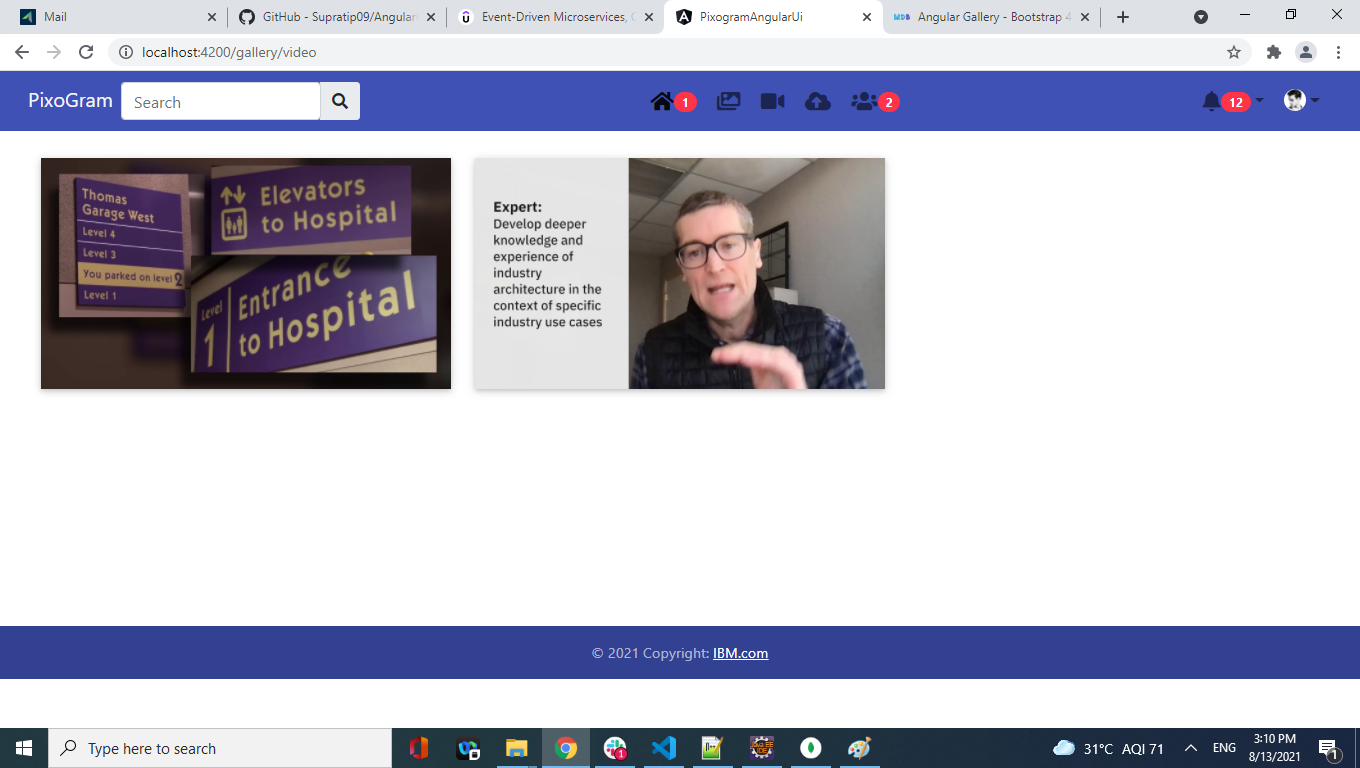 Mail
GitHub - Supratip09/Angular
Event-Driven Microservices,
PixogramAngularUi
MDB
Angular Gallery - Bootstrap 4
localhost:4200/gallery/video
PixoGram
Search
1
2
12
Thomas
Garage West
Level 4
Level 3
You parked on level 2
Level 1
Elevators
to Hospital
Level
1
Entrance
to Hospital
Expert:
Develop deeper
knowledge and
experience of
industry
architecture in the
context of specific
industry use cases
© 2021 Copyright: IBM.com
Type here to search
1
31°C AQI 71
ENG
3:10 PM
8/13/2021
1